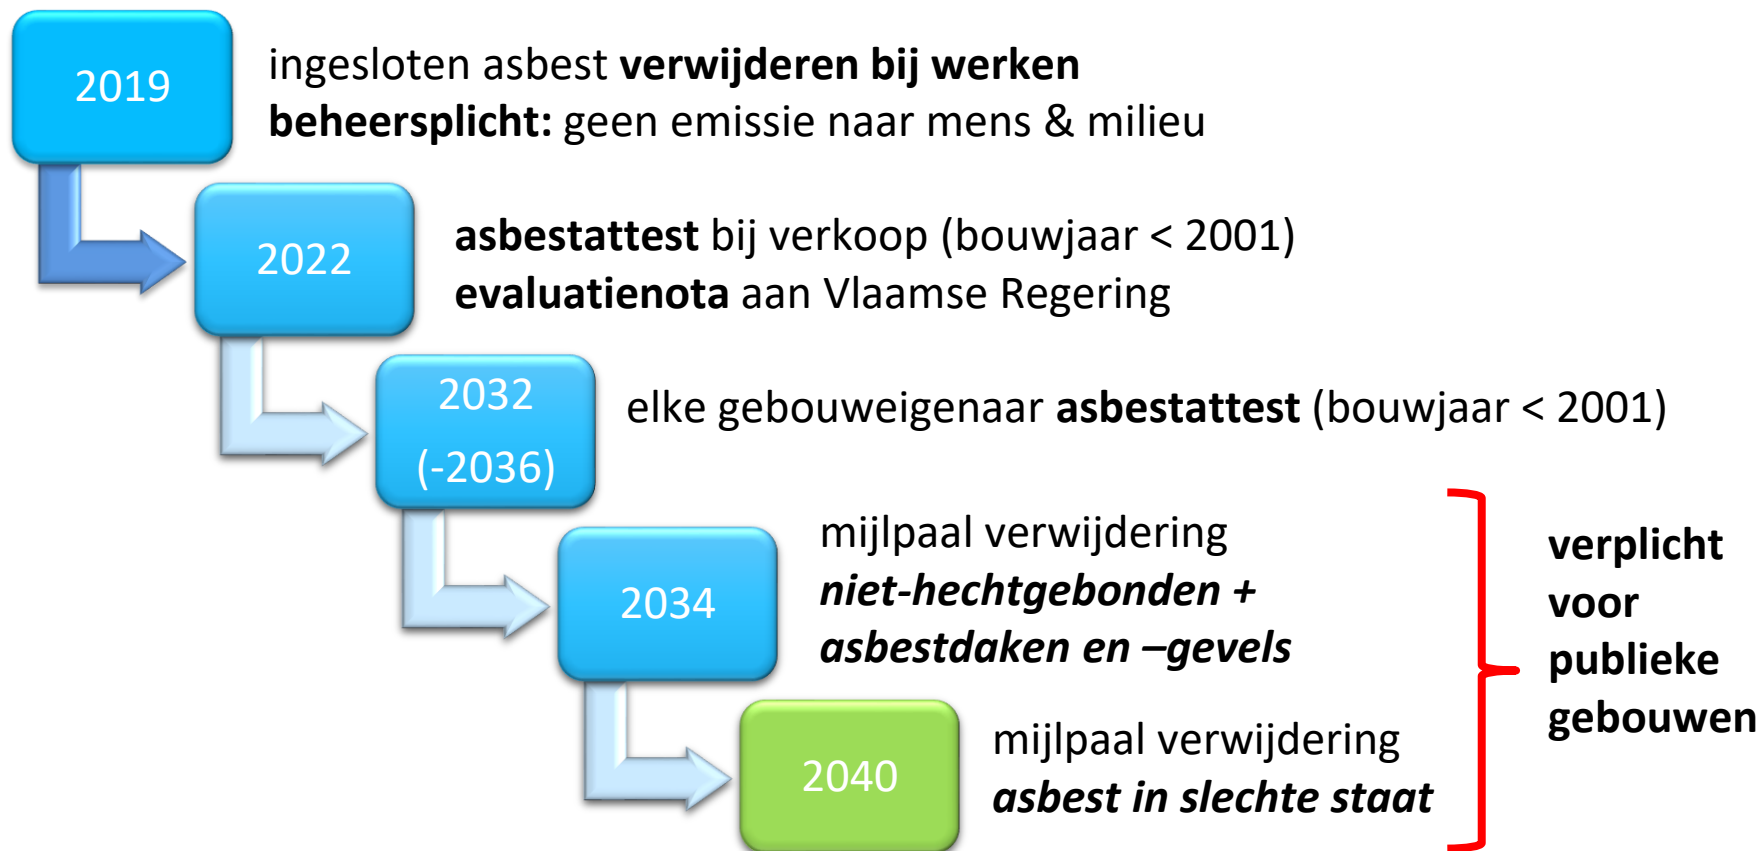 2019
ingesloten asbest verwijderen bij werken
beheersplicht: geen emissie naar mens & milieu
2022
asbestattest bij verkoop (bouwjaar < 2001)
evaluatienota aan Vlaamse Regering
2032
(-2036)
elke gebouweigenaar asbestattest (bouwjaar < 2001)
2034
mijlpaal verwijdering
niet-hechtgebonden +
asbestdaken en –gevels
2040
mijlpaal verwijdering
asbest in slechte staat
verplicht
voor
publieke
gebouwen